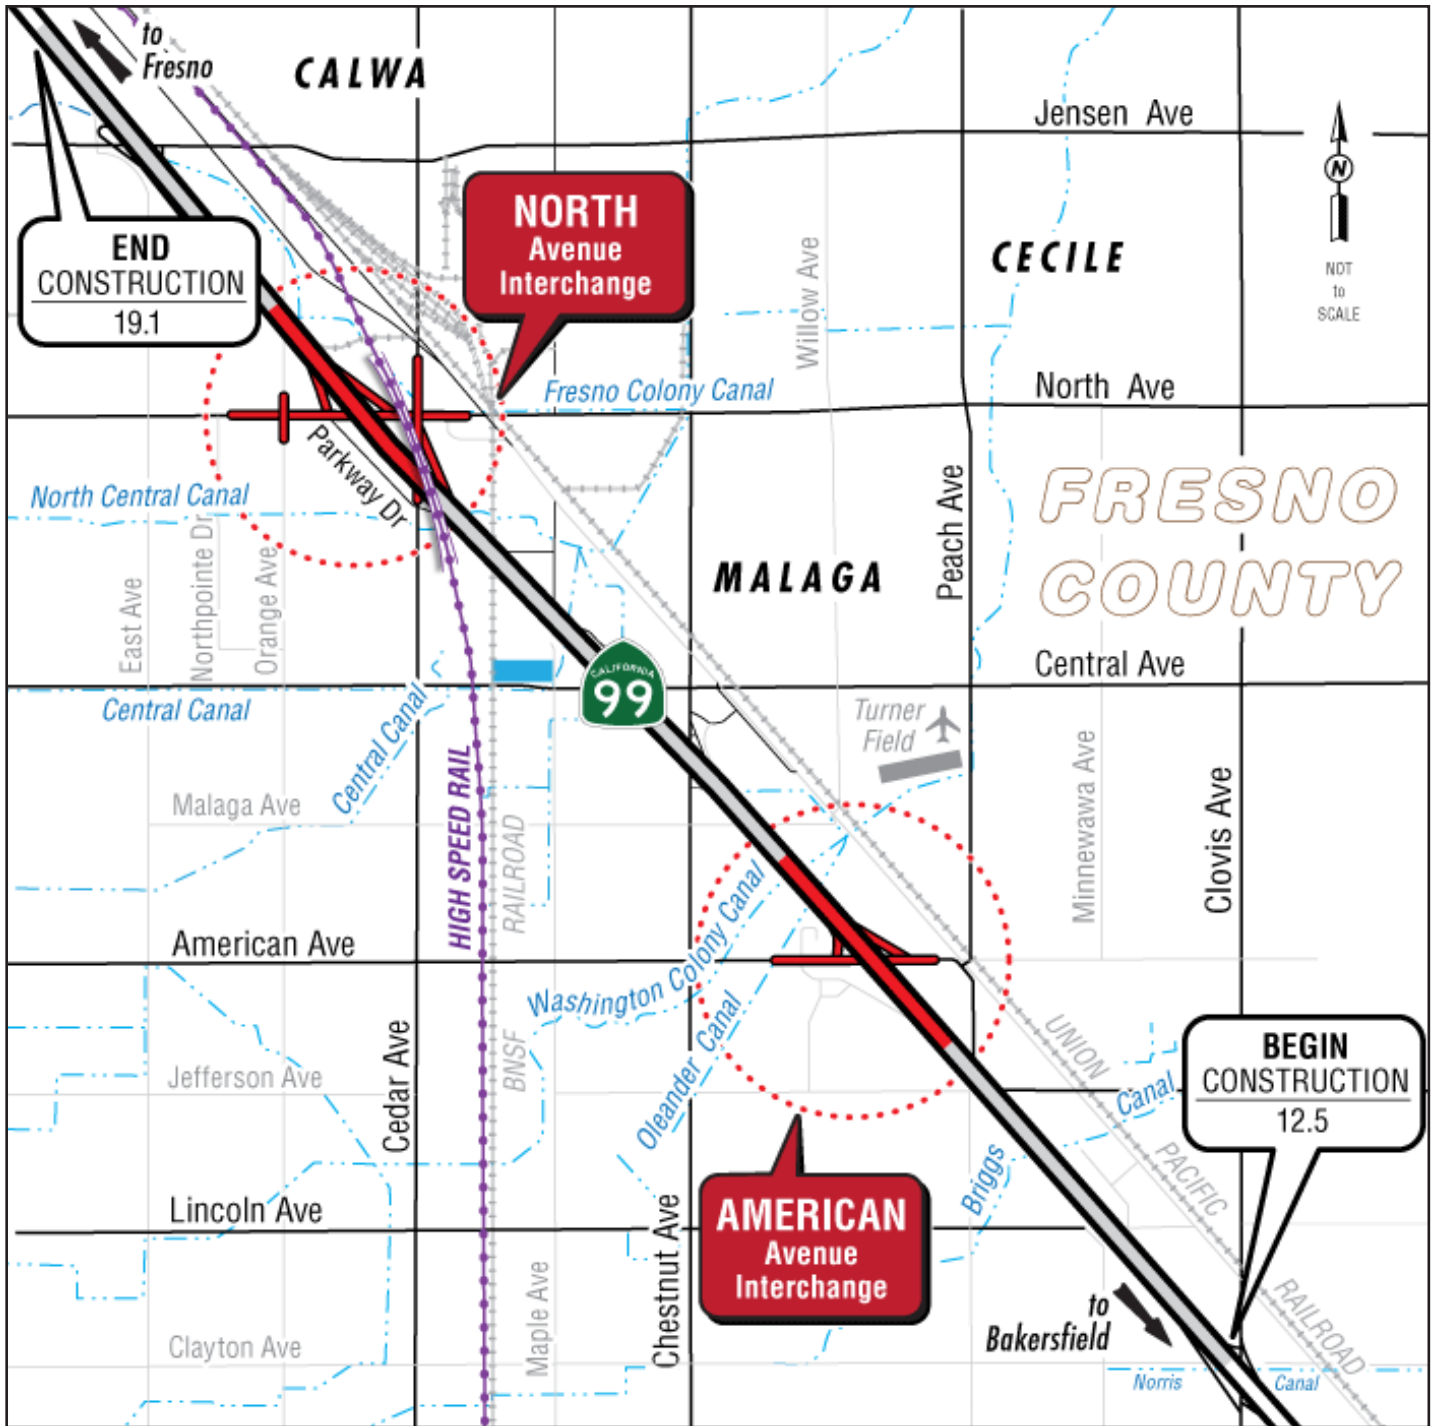 to
Fresno
CALWA
Jensen Ave
N
NOT
to
SCALE
NORTH
Avenue
Interchange
END
CONSTRUCTION
19.1
Willow Ave
CECILE
Fresno Colony Canal
North Ave
Parkway Dr
North Central Canal
Peach Ave
FRESNO
COUNTY
East Ave
Northpointe Dr
Orange Ave
MALAGA
CALIFORNIA
99
Central Ave
Central Canal
Central Canal
Turner
Field
Malaga Ave
HIGH SPEED RAIL
RAILROAD
BNSF
Minnewawa Ave
Clovis Ave
American Ave
Washington Colony Canal
Oleander Canal
Cedar Ave
Jefferson Ave
UNION
PACIFIC
RAILROAD
BEGIN
CONSTRUCTION
12.5
Briggs
Canal
Lincoln Ave
AMERICAN
Avenue
Interchange
Chestnut Ave
Maple Ave
Clayton Ave
to
Bakersfield
Norris
Canal